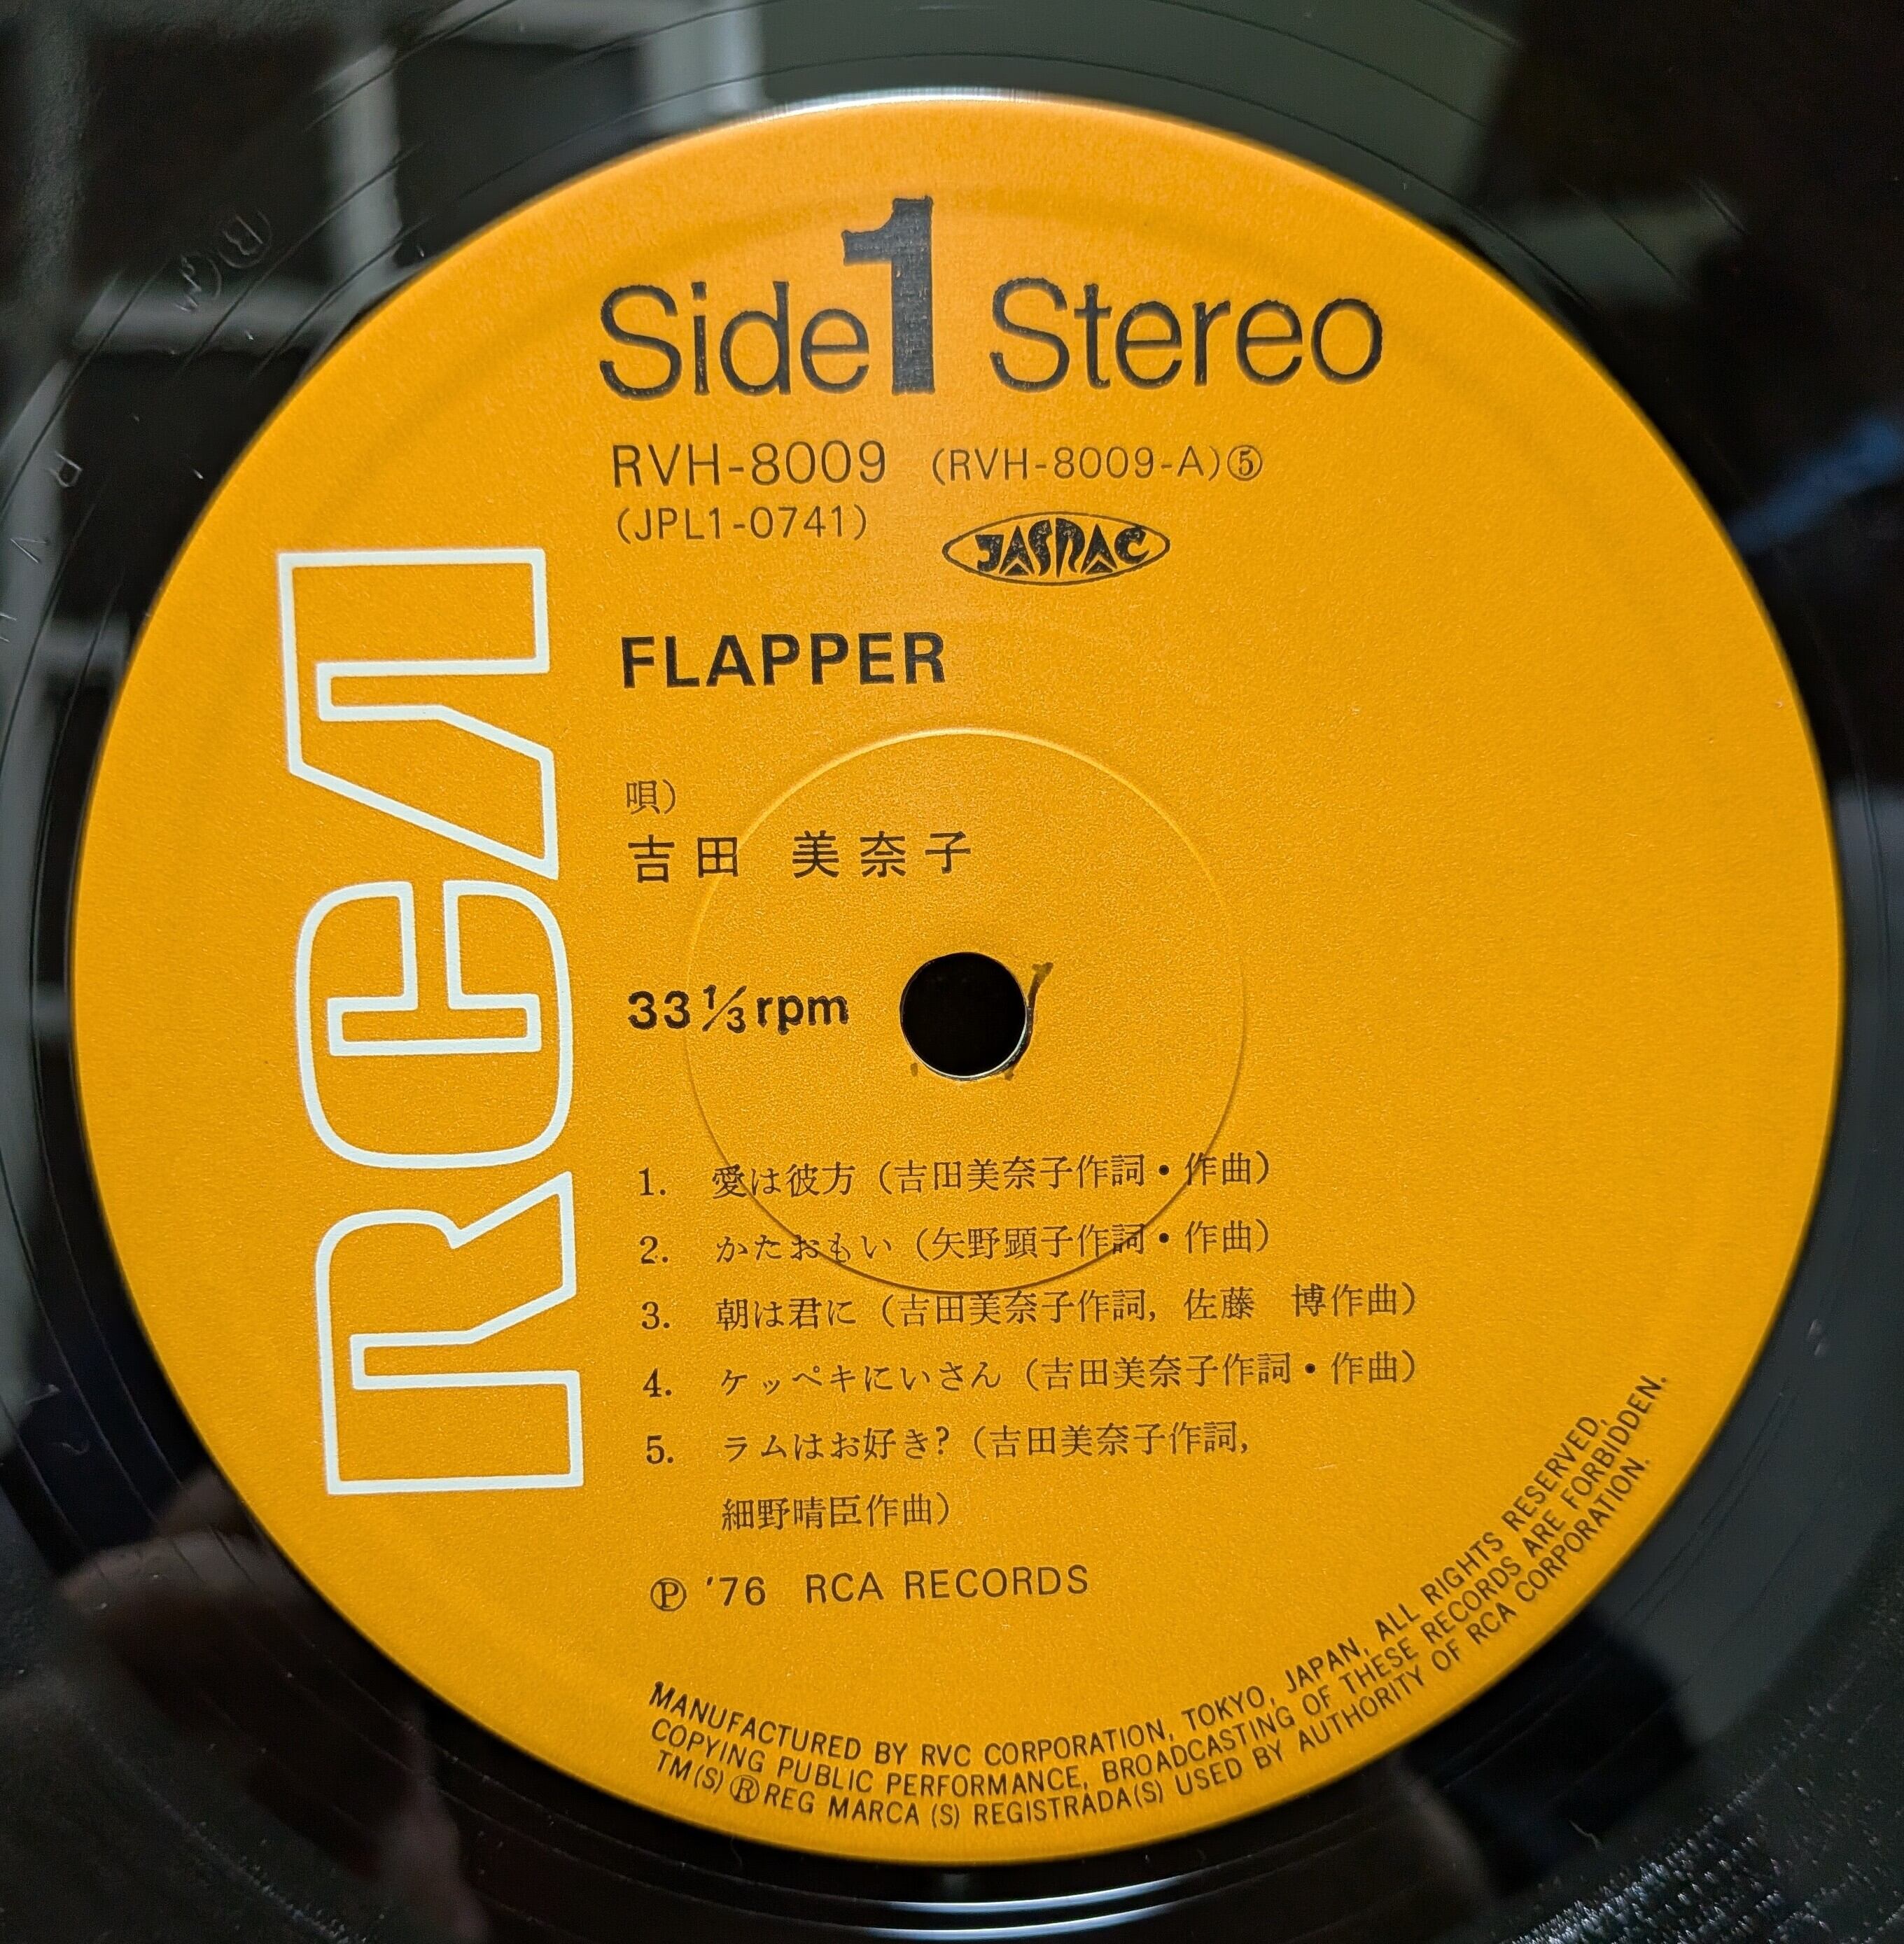 Side 1 Stereo
RVH-8009 (RVH-8009-A)⑤
(JPL1-0741)
JASRAC
FLAPPER
RCA
唄)
吉田 美奈子
33 1/3 rpm
1. 愛は彼方（吉田美奈子作詞・作曲）
2. かたおもい（矢野顕子作詞・作曲）
3. 朝は君に（吉田美奈子作詞, 佐藤 博作曲）
4. ケッペキにいさん（吉田美奈子作詞・作曲）
5. ラムはお好き?（吉田美奈子作詞,
細野晴臣作曲）
Ⓟ '76 RCA RECORDS
MANUFACTURED BY RVC CORPORATION, TOKYO, JAPAN, ALL RIGHTS RESERVED,
COPYING PUBLIC PERFORMANCE, BROADCASTING OF THESE RECORDS ARE FORBIDDEN.
TM(S) ® REG MARCA (S) REGISTRADA(S) USED BY AUTHORITY OF RCA CORPORATION.